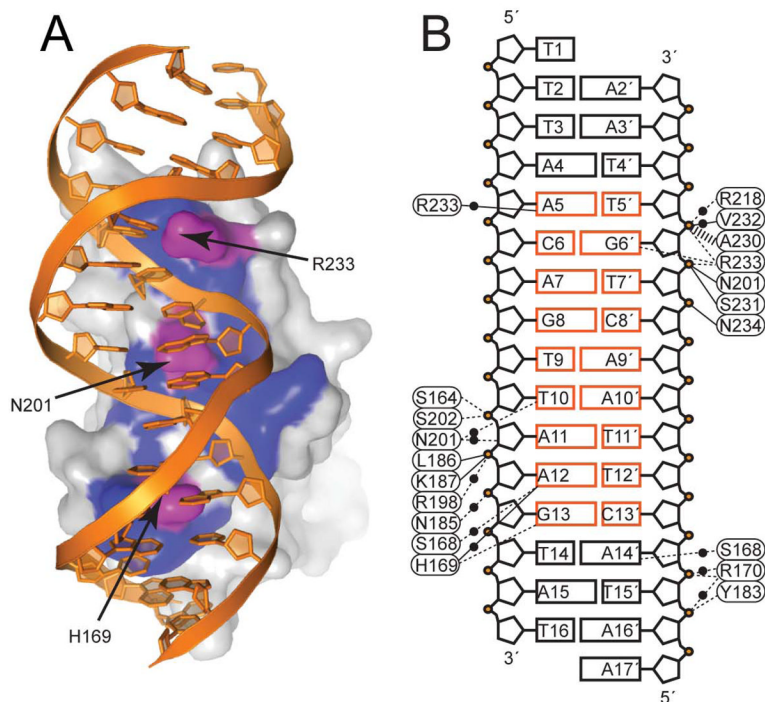 A
R233
N201
H169
B
5´
3´
T1
T2 A2´
T3 A3´
A4 T4´
R233 A5 T5´ R218
V232
C6 G6´ A230
R233
A7 T7´ N201
S231
G8 C8´ N234
T9 A9´
S164 T10 A10´
S202
N201 A11 T11´
L186
K187 A12 T12´
R198
N185 G13 C13´
S168
H169 T14 A14´ S168
R170
A15 T15´ Y183
T16 A16´
3´ A17´
5´